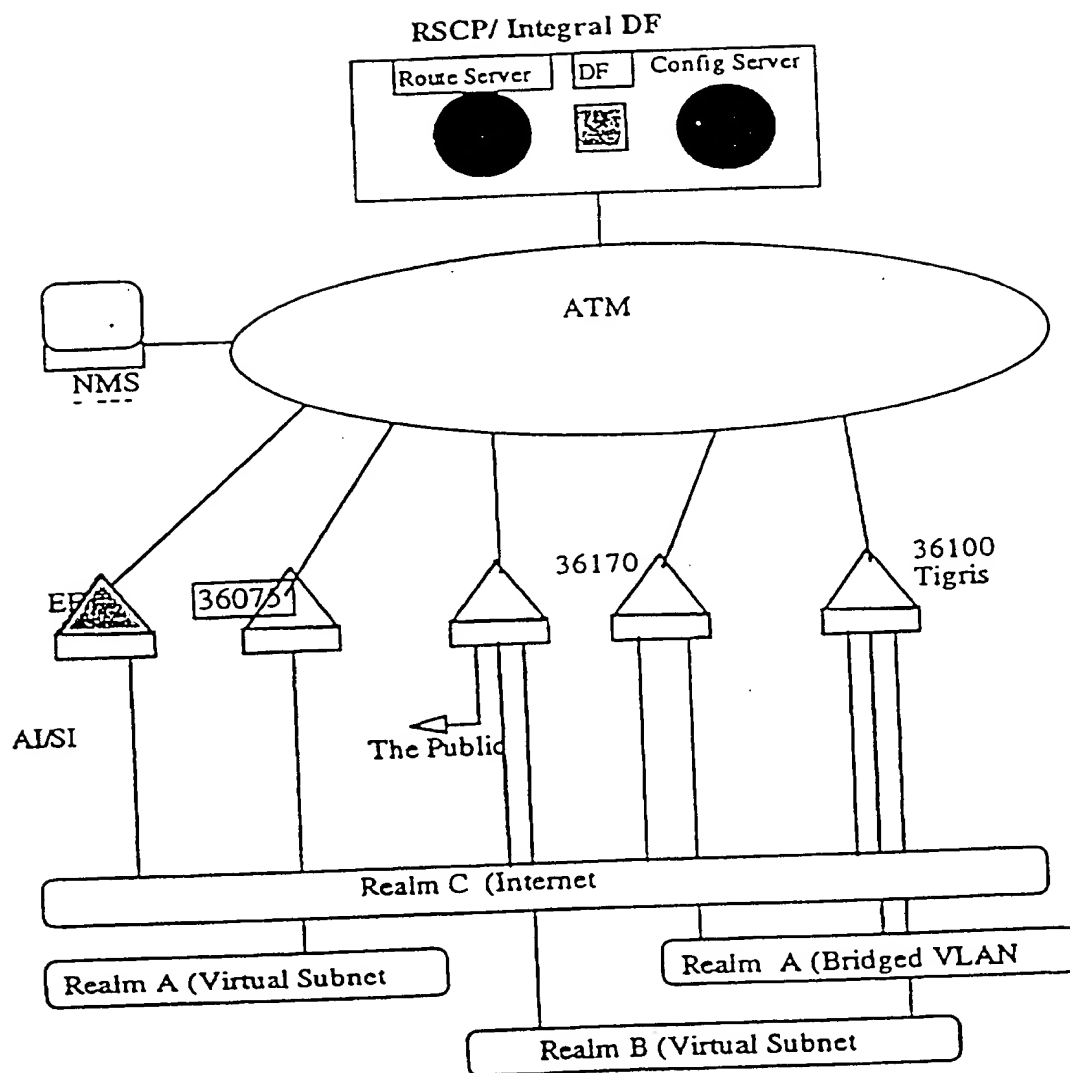 RSCP/ Integral DF
Route Server
DF
Config Server
ATM
NMS
36170
36100
Tigris
36075
AI/SI
The Public
Realm C (Internet
Realm A (Virtual Subnet
Realm A (Bridged VLAN
Realm B (Virtual Subnet